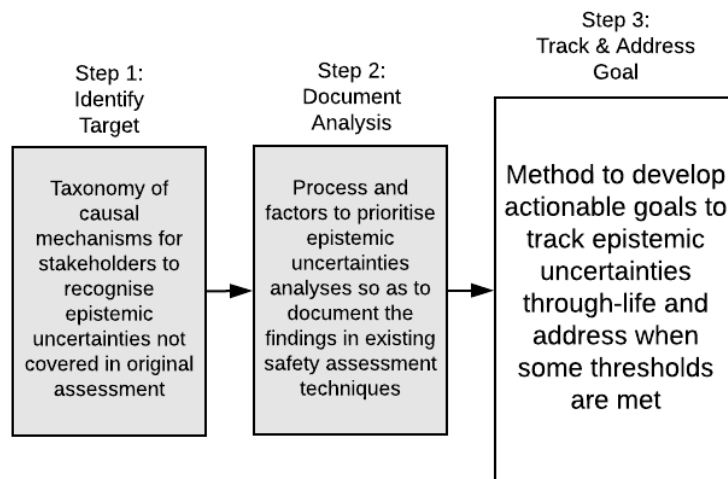 Step 1:
Identify
Target
Taxonomy of
causal
mechanisms for
stakeholders to
recognise
epistemic
uncertainties not
covered in original
assessment
Step 2:
Document
Analysis
Process and
factors to prioritise
epistemic
uncertainties
analyses so as to
document the
findings in existing
safety assessment
techniques
Step 3:
Track & Address
Goal
Method to develop
actionable goals to
track epistemic
uncertainties
through-life and
address when
some thresholds
are met